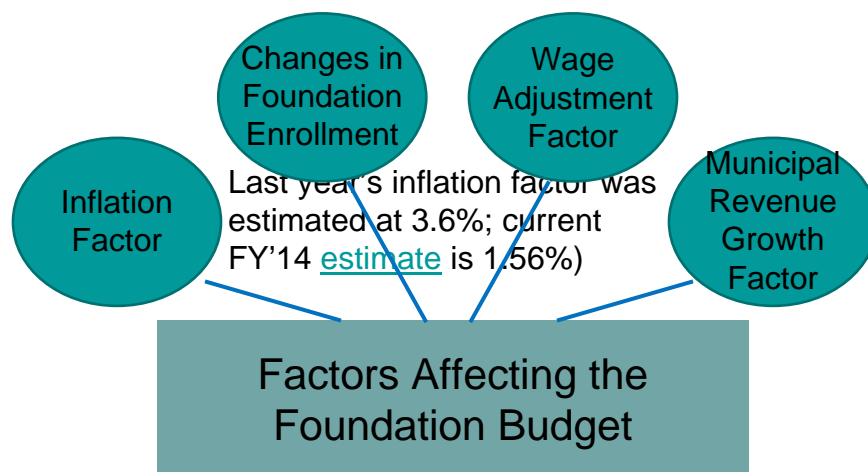 Changes in
Foundation
Enrollment
Wage
Adjustment
Factor
Inflation
Factor
Last year's inflation factor was
estimated at 3.6%; current
FY'14 estimate is 1.56%)
Municipal
Revenue
Growth
Factor
Factors Affecting the
Foundation Budget